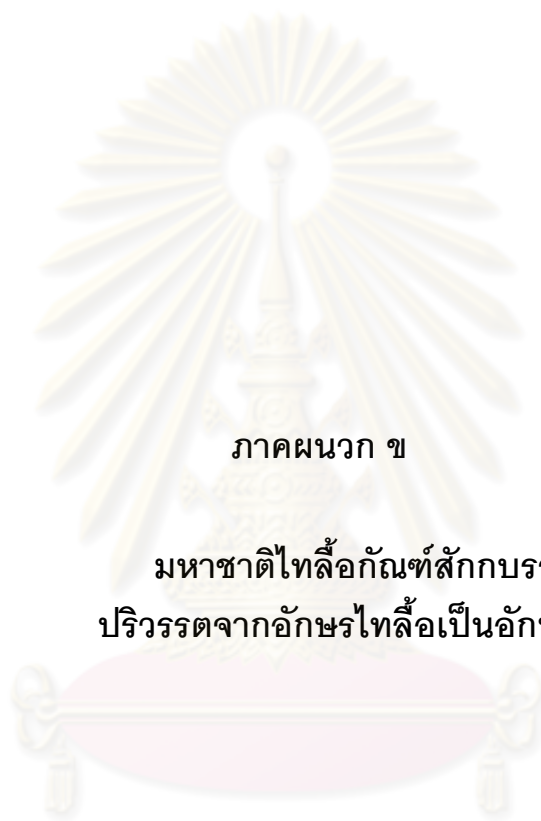 ภาคผนวก ข
มหาชาติไทลื้อกัณฑ์สักกบรร
ปริวรรตจากอักษรไทลื้อเป็นอักษ